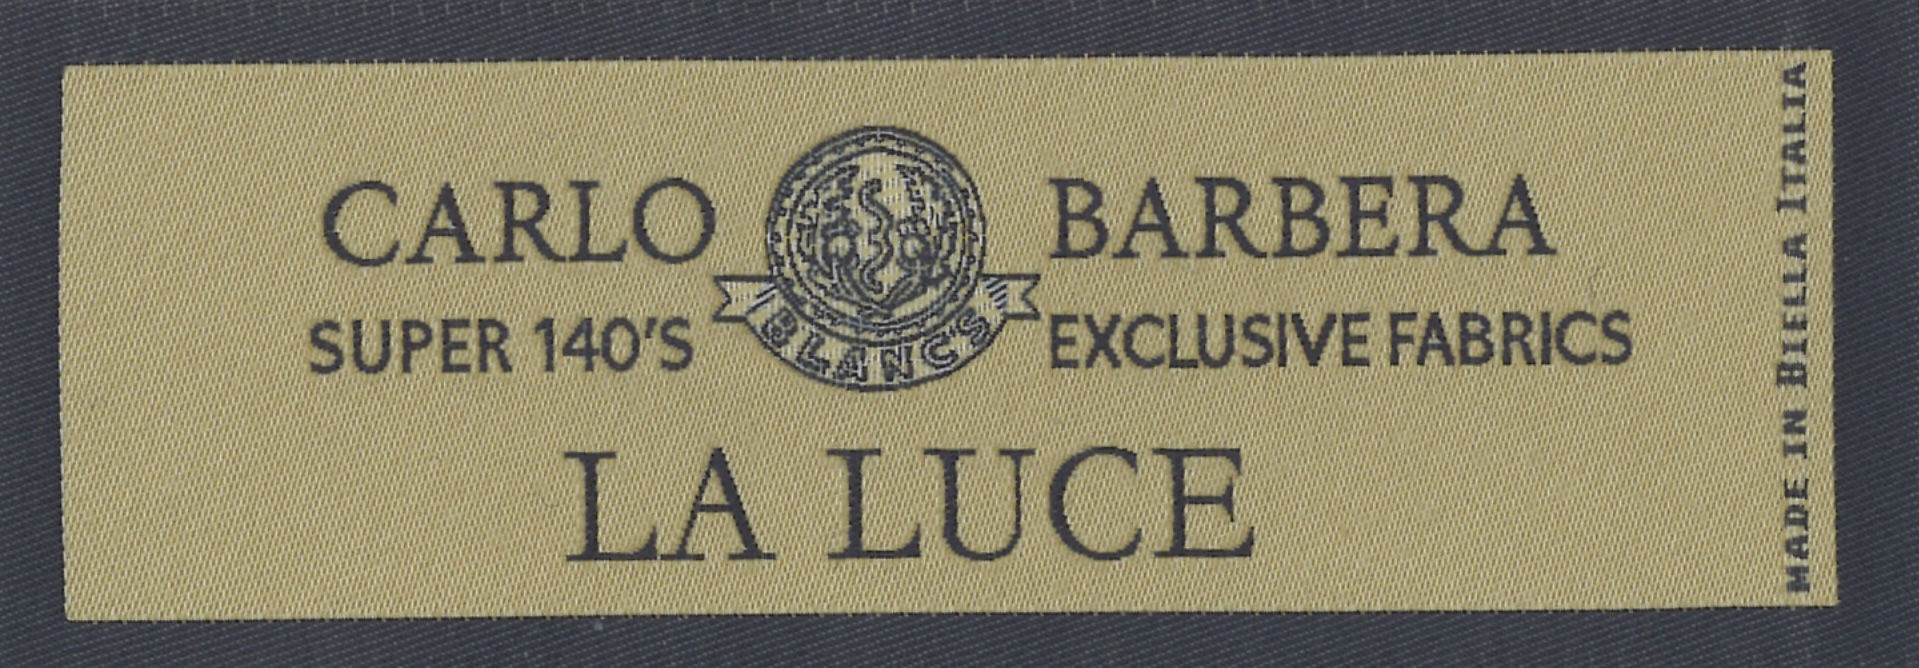 CARLO BARBERA
SUPER 140'S EXCLUSIVE FABRICS
BLANCS
LA LUCE
MADE IN BIELLA ITALIA